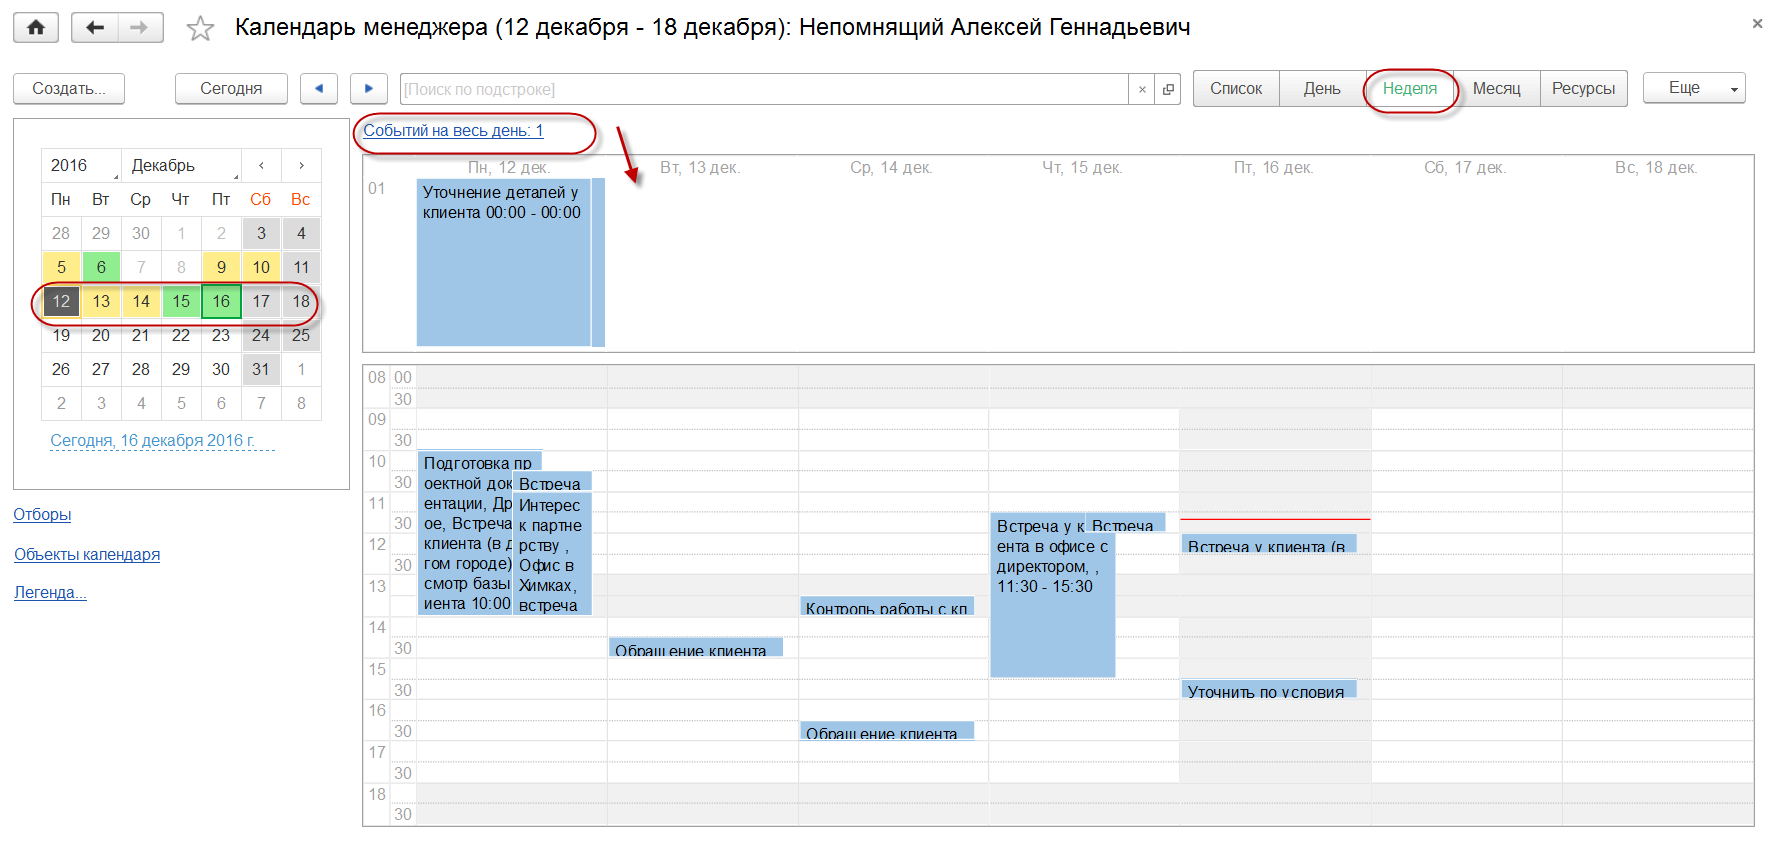 Календарь менеджера (12 декабря - 18 декабря): Непомнящий Алексей Геннадьевич
Создать...
Сегодня
[Поиск по подстроке]
Список День Неделя Месяц Ресурсы
Еще
Событий на весь день: 1
2016 Декабрь
Пн Вт Ср Чт Пт Сб Вс
28 29 30 1 2 3 4
5 6 7 8 9 10 11
12 13 14 15 16 17 18
19 20 21 22 23 24 25
26 27 28 29 30 31 1
2 3 4 5 6 7 8
Сегодня, 16 декабря 2016 г.
Отборы
Объекты календаря
Легенда...
Пн, 12 дек. Вт, 13 дек. Ср, 14 дек. Чт, 15 дек. Пт, 16 дек. Сб, 17 дек. Вс, 18 дек.
01
Уточнение деталей у
клиента 00:00 - 00:00
08 00
30
09
30
10
30
11
30
12
30
13
14
30
15
30
16
30
17
30
18
30
Подготовка пр
оектной док
ентации, Др
ое, Встреча
клиента (в д
гом городе)
смотр базы
иента 10:00
Встреча
Интерес
к партне
рству ,
Офис в
Химках,
встреча
Обращение клиента
Контроль работы с кл
Обращение клиента
Встреча у к
ента в офисе с
директором, ,
11:30 - 15:30
Встреча
Встреча у клиента (в
Уточнить по условия